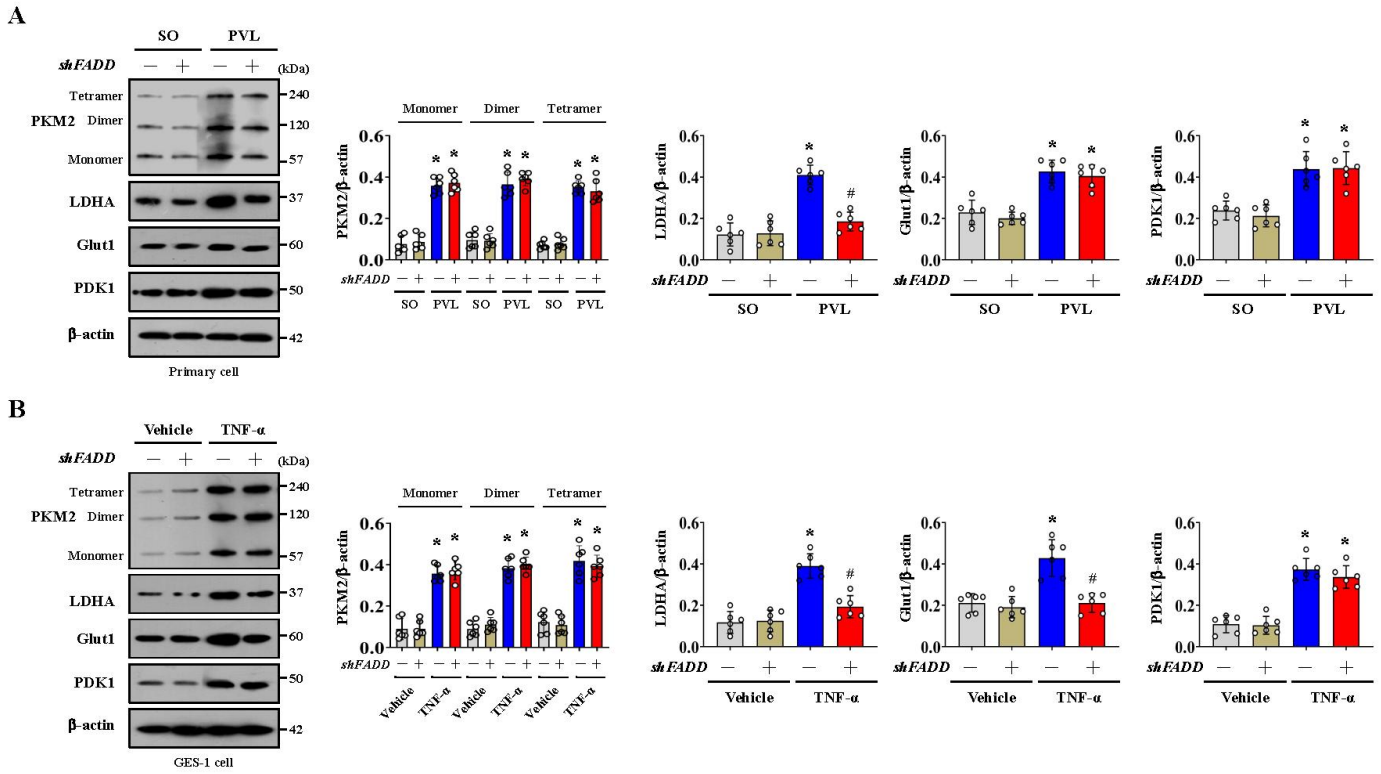 A
SO PVL
shFADD – + – + (kDa)
Tetramer 240
PKM2 Dimer 120
Monomer 57
LDHA 37
Glut1 60
PDK1 50
β-actin 42
Primary cell
Monomer Dimer Tetramer
PKM2/β-actin
0.6
0.4
0.2
0.0
* * * * * *
shFADD – + – + – + – + – + – +
SO PVL SO PVL SO PVL
LDHA/β-actin
0.6
0.4
0.2
0.0
* #
shFADD – + – +
SO PVL
Glut1/β-actin
0.6
0.4
0.2
0.0
* *
shFADD – + – +
SO PVL
PDK1/β-actin
0.6
0.4
0.2
0.0
* *
shFADD – + – +
SO PVL
B
Vehicle TNF-α
shFADD – + – + (kDa)
Tetramer 240
PKM2 Dimer 120
Monomer 57
LDHA 37
Glut1 60
PDK1 50
β-actin 42
GES-1 cell
Monomer Dimer Tetramer
PKM2/β-actin
0.6
0.4
0.2
0.0
* * * * * *
shFADD – + – + – + – + – + – +
Vehicle TNF-α Vehicle TNF-α Vehicle TNF-α
LDHA/β-actin
0.6
0.4
0.2
0.0
* #
shFADD – + – +
Vehicle TNF-α
Glut1/β-actin
0.6
0.4
0.2
0.0
* #
shFADD – + – +
Vehicle TNF-α
PDK1/β-actin
0.6
0.4
0.2
0.0
* *
shFADD – + – +
Vehicle TNF-α